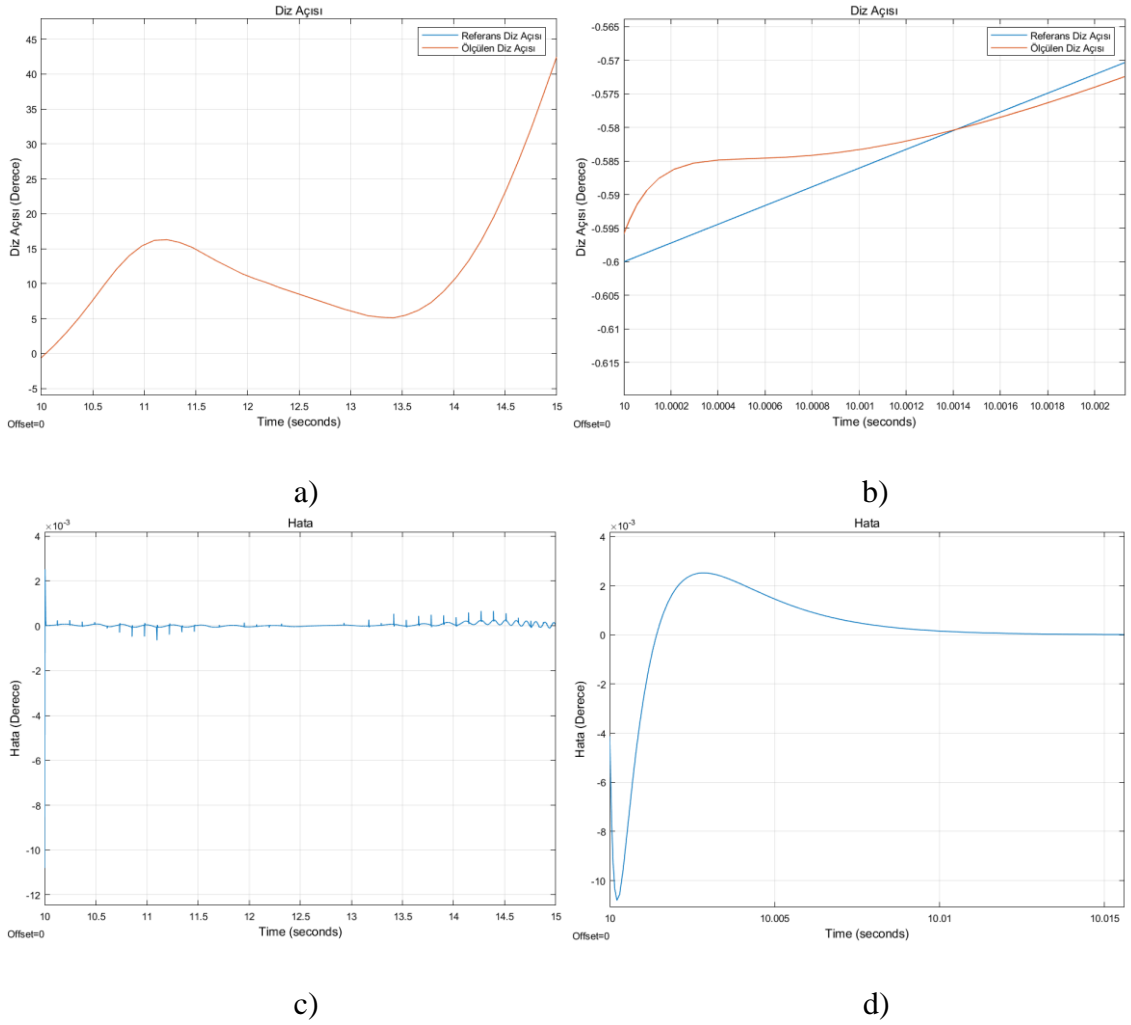 Diz Açısı
Referans Diz Açısı
Ölçülen Diz Açısı
45
40
35
30
25
20
15
10
5
0
-5
Diz Açısı (Derece)
10 10.5 11 11.5 12 12.5 13 13.5 14 14.5 15
Time (seconds)
Offset=0
a)
Diz Açısı
Referans Diz Açısı
Ölçülen Diz Açısı
-0.565
-0.57
-0.575
-0.58
-0.585
-0.59
-0.595
-0.6
-0.605
-0.61
-0.615
Diz Açısı (Derece)
10 10.0002 10.0004 10.0006 10.0008 10.001 10.0012 10.0014 10.0016 10.0018 10.002
Time (seconds)
Offset=0
b)
Hata
×10-3
4
2
0
-2
-4
-6
-8
-10
-12
Hata (Derece)
10 10.5 11 11.5 12 12.5 13 13.5 14 14.5 15
Time (seconds)
Offset=0
c)
Hata
×10-3
4
2
0
-2
-4
-6
-8
-10
Hata (Derece)
10 10.005 10.01 10.015
Time (seconds)
Offset=0
d)